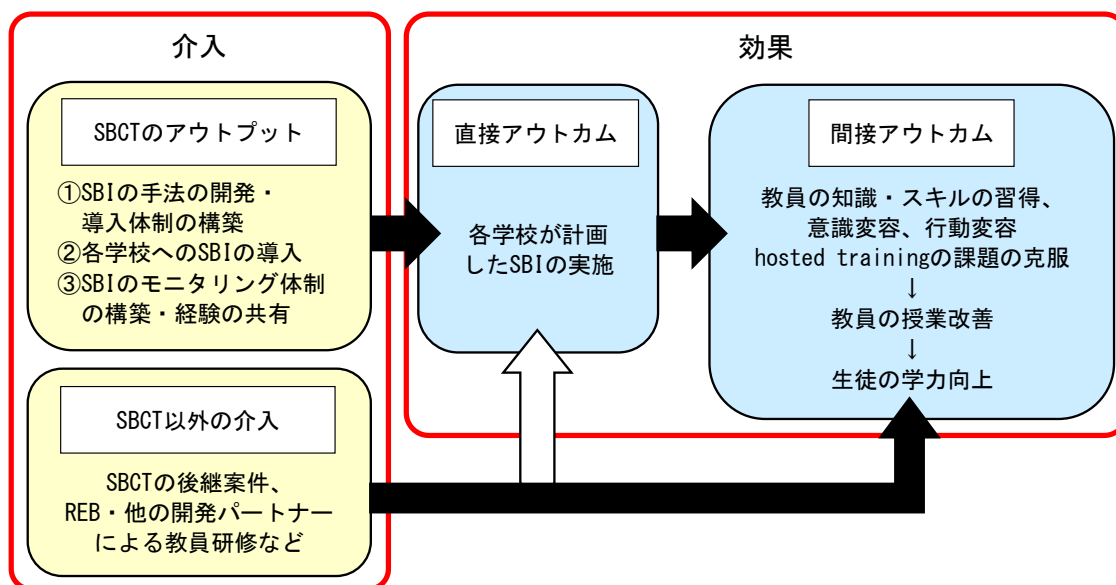 介入
SBCTのアウトプット
①SBIの手法の開発・
導入体制の構築
②各学校へのSBIの導入
③SBIのモニタリング体制
の構築・経験の共有
SBCT以外の介入
SBCTの後継案件、
REB・他の開発パートナー
による教員研修など
効果
直接アウトカム
各学校が計画
したSBIの実施
間接アウトカム
教員の知識・スキルの習得、
意識変容、行動変容
hosted trainingの課題の克服
↓
教員の授業改善
↓
生徒の学力向上